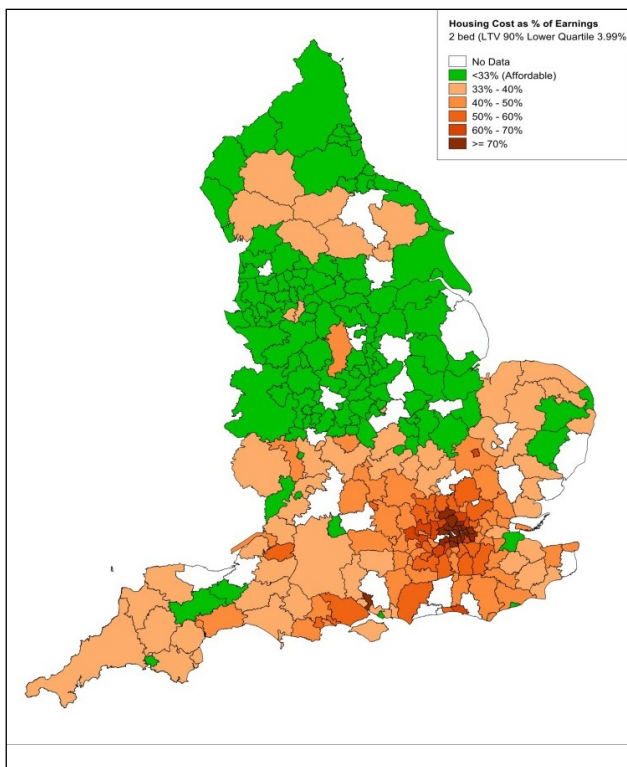 Housing Cost as % of Earnings
2 bed (LTV 90% Lower Quartile 3.99%
No Data
<33% (Affordable)
33% - 40%
40% - 50%
50% - 60%
60% - 70%
>= 70%